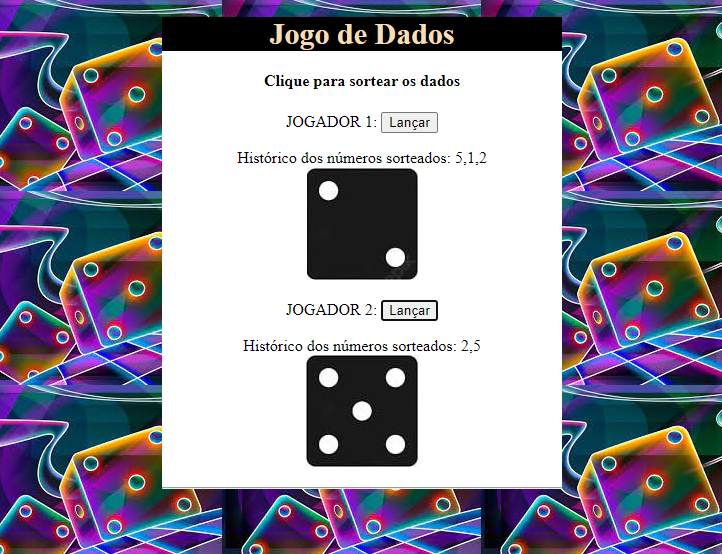 Jogo de Dados
Clique para sortear os dados
JOGADOR 1: Lançar
Histórico dos números sorteados: 5,1,2
JOGADOR 2: Lançar
Histórico dos números sorteados: 2,5